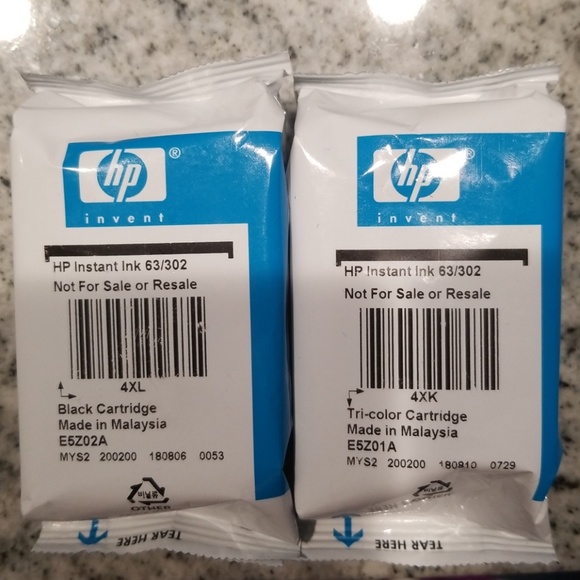 hp ®
invent
HP Instant Ink 63/302
Not For Sale or Resale
4XL
Black Cartridge
Made in Malaysia
E5Z02A
MYS2 200200 180806 0053
OTHER
TEAR HERE
hp ®
invent
HP Instant Ink 63/302
Not For Sale or Resale
4XK
Tri-color Cartridge
Made in Malaysia
E5Z01A
MYS2 200200 180810 0729
TEAR HERE